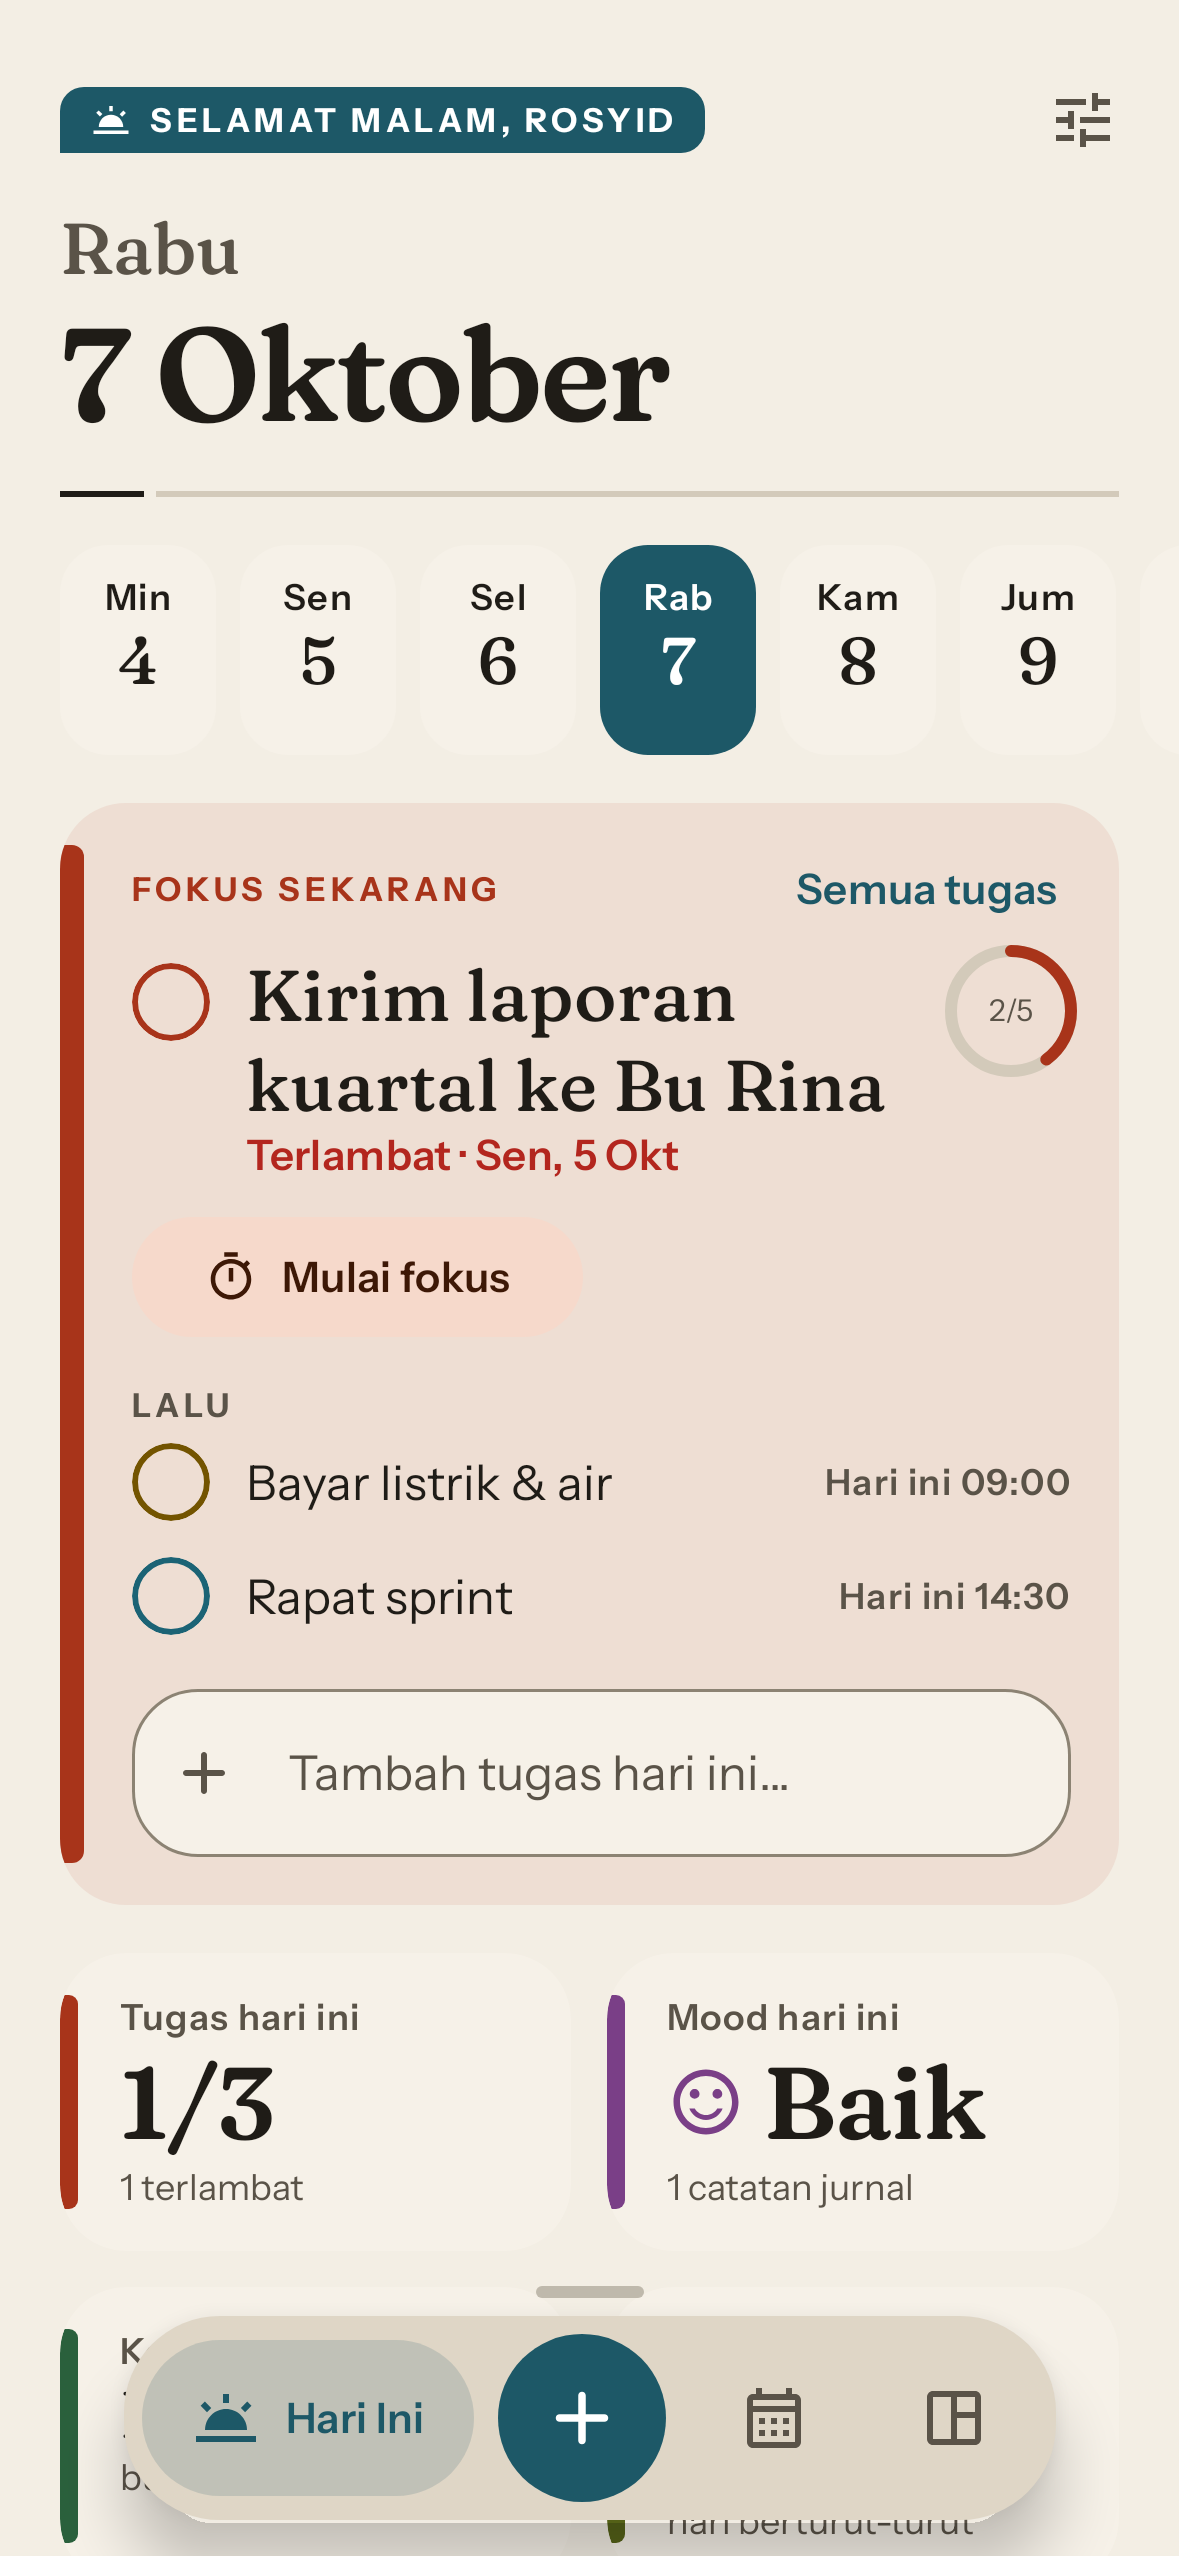 SELAMAT MALAM, ROSYID
Rabu
7 Oktober
Min
4
Sen
5
Sel
6
Rab
7
Kam
8
Jum
9
FOKUS SEKARANG
Semua tugas
Kirim laporan
kuartal ke Bu Rina
2/5
Terlambat · Sen, 5 Okt
Mulai fokus
LALU
Bayar listrik & air
Hari ini 09:00
Rapat sprint
Hari ini 14:30
Tambah tugas hari ini...
Tugas hari ini
1/3
1 terlambat
Mood hari ini
Baik
1 catatan jurnal
Hari Ini
hari berturut-turut